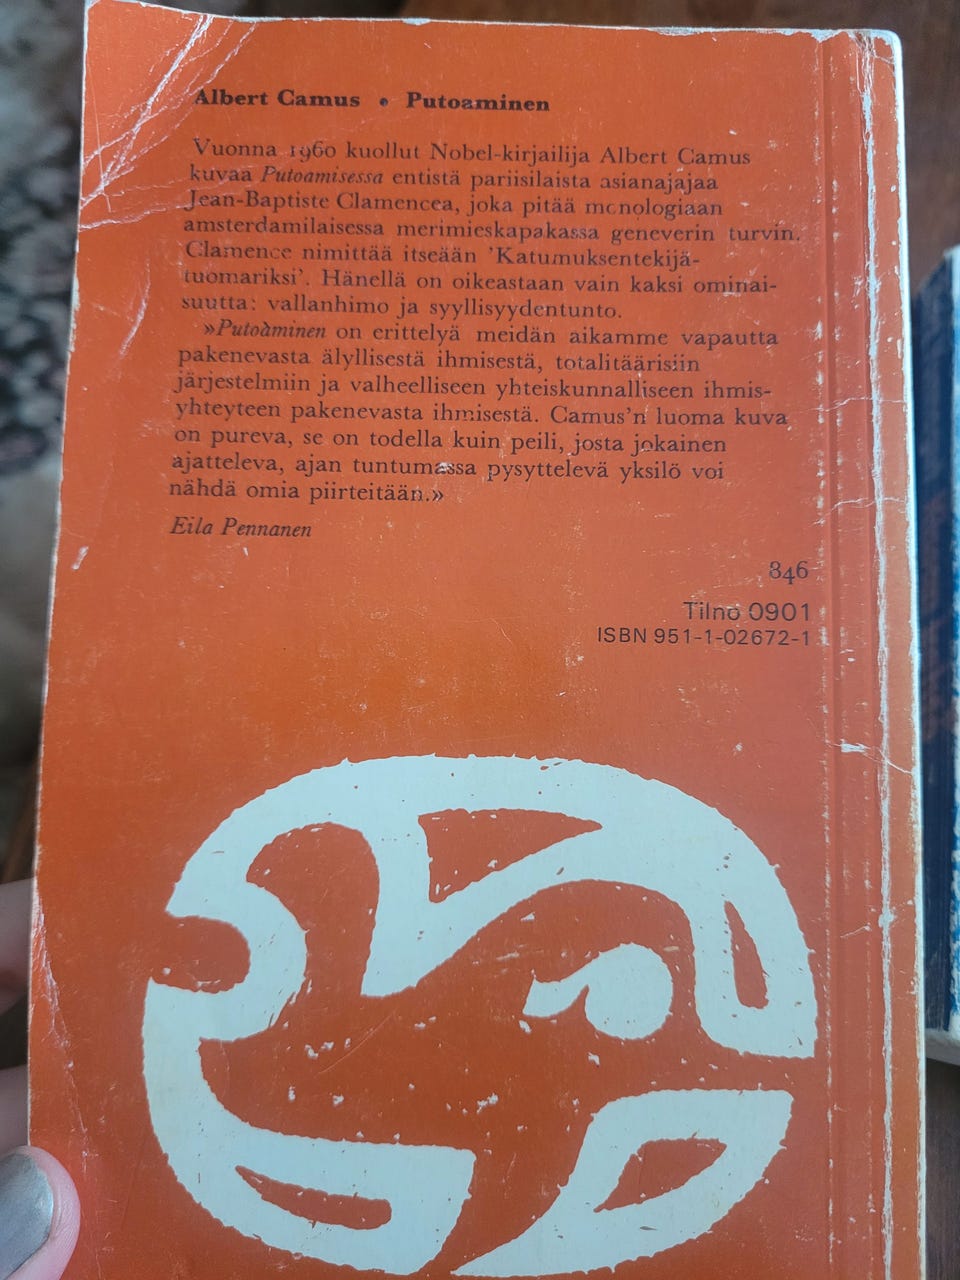 Albert Camus • Putoaminen
Vuonna 1960 kuollut Nobel-kirjailija Albert Camus
kuvaa Putoamisessa entistä pariisilaista asianajajaa
Jean-Baptiste Clamencea, joka pitää monologiaan
amsterdamilaisessa merimieskapakassa geneverin turvin.
Clamence nimittää itseään 'Katumuksentekijä-
tuomariksi'. Hänellä on oikeastaan vain kaksi ominai-
suutta: vallanhimo ja syyllisyydentunto.
»Putoaminen on erittelyä meidän aikamme vapautta
pakenevasta älyllisestä ihmisestä, totalitäärisiin
järjestelmiin ja valheelliseen yhteiskunnalliseen ihmis-
yhteyteen pakenevasta ihmisestä. Camus'n luoma kuva
on pureva, se on todella kuin peili, josta jokainen
ajatteleva, ajan tuntumassa pysyttelevä yksilö voi
nähdä omia piirteitään.»
Eila Pennanen
846
Tilno 0901
ISBN 951-1-02672-1